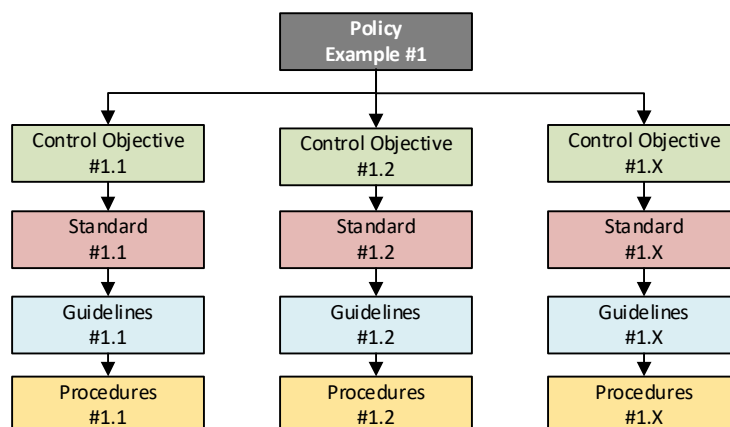 Policy
Example #1
Control Objective
#1.1
Control Objective
#1.2
Control Objective
#1.X
Standard
#1.1
Standard
#1.2
Standard
#1.X
Guidelines
#1.1
Guidelines
#1.2
Guidelines
#1.X
Procedures
#1.1
Procedures
#1.2
Procedures
#1.X